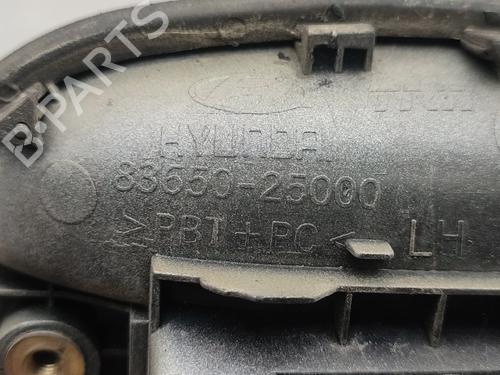 B-PARTS
HYUNDAI
83650-25000
>PBT+PC<
LH